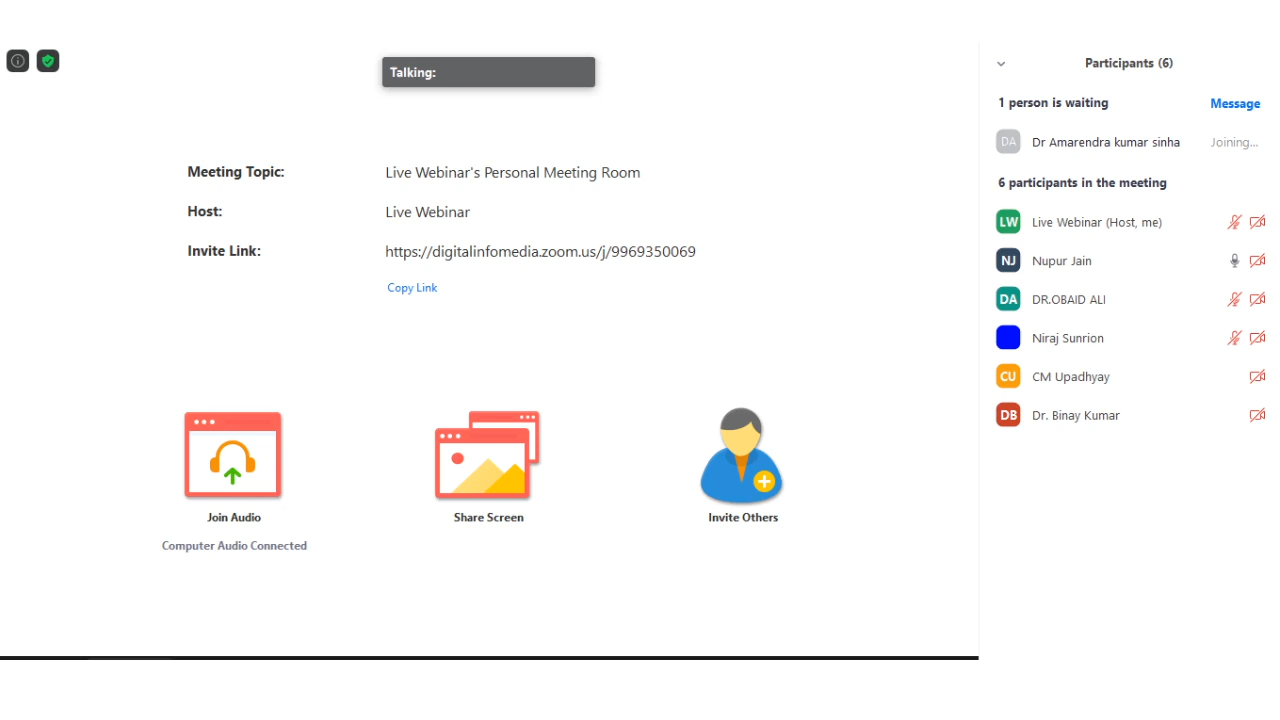 Talking:
Meeting Topic: Live Webinar's Personal Meeting Room
Host: Live Webinar
Invite Link: https://digitalinfomedia.zoom.us/j/9969350069
Copy Link
Join Audio
Computer Audio Connected
Share Screen
Invite Others
Participants (6)
1 person is waiting Message
DA Dr Amarendra kumar sinha Joining...
6 participants in the meeting
LW Live Webinar (Host, me)
NJ Nupur Jain
DA DR.OBAID ALI
Niraj Sunrion
CU CM Upadhyay
DB Dr. Binay Kumar